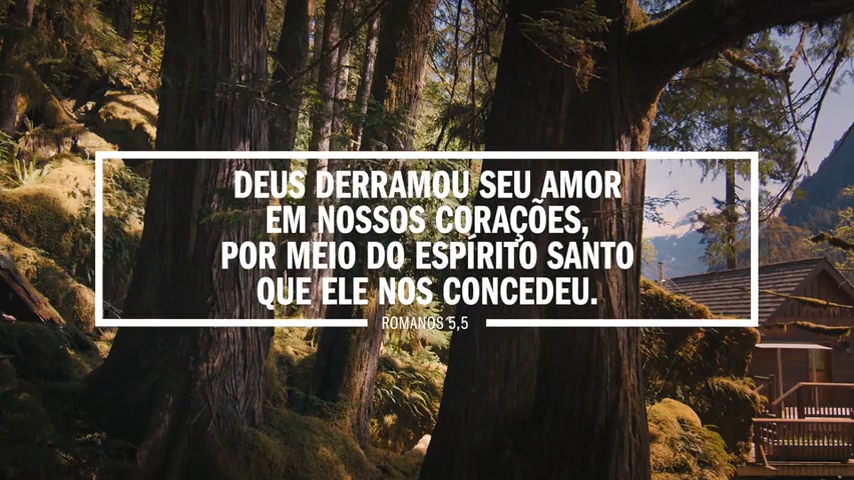 DEUS DERRAMOU SEU AMOR
EM NOSSOS CORAÇÕES,
POR MEIO DO ESPÍRITO SANTO
QUE ELE NOS CONCEDEU.
ROMANOS 5,5